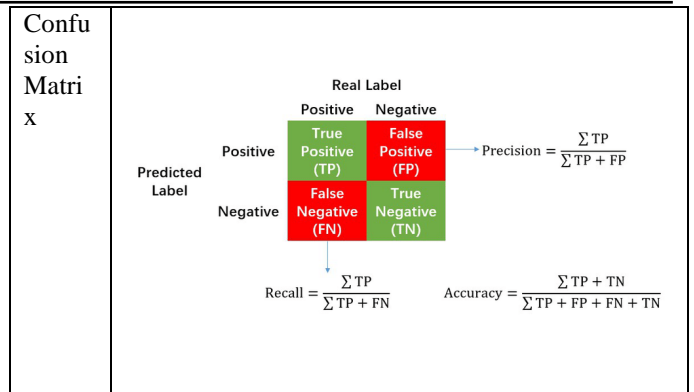 Confu
sion
Matri
x
Real Label
Positive Negative
Predicted
Label
Positive
True
Positive
(TP)
False
Positive
(FP)
Precision = ∑ TP / ∑ TP + FP
Negative
False
Negative
(FN)
True
Negative
(TN)
Recall = ∑ TP / ∑ TP + FN
Accuracy = ∑ TP + TN / ∑ TP + FP + FN + TN